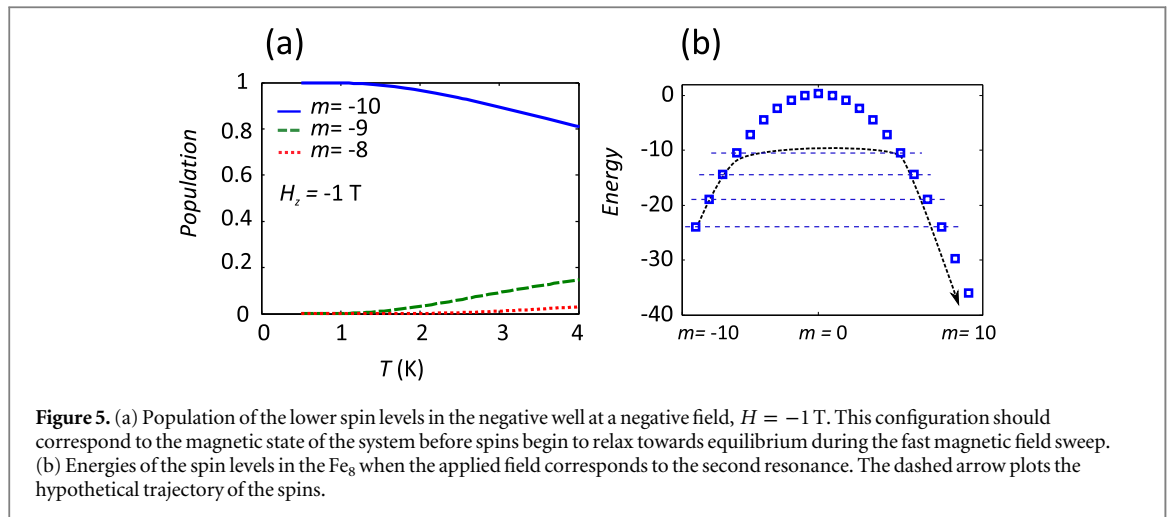 (a)
(b)
1
0.8
0.6
0.4
0.2
0
Population
m= -10
m= -9
m= -8
H_z = -1 T
0 1 2 3 4
T (K)
0
-10
-20
-30
-40
Energy
m= -10 m= 0 m= 10
Figure 5. (a) Population of the lower spin levels in the negative well at a negative field, H = −1 T. This configuration should
correspond to the magnetic state of the system before spins begin to relax towards equilibrium during the fast magnetic field sweep.
(b) Energies of the spin levels in the Fe₈ when the applied field corresponds to the second resonance. The dashed arrow plots the
hypothetical trajectory of the spins.